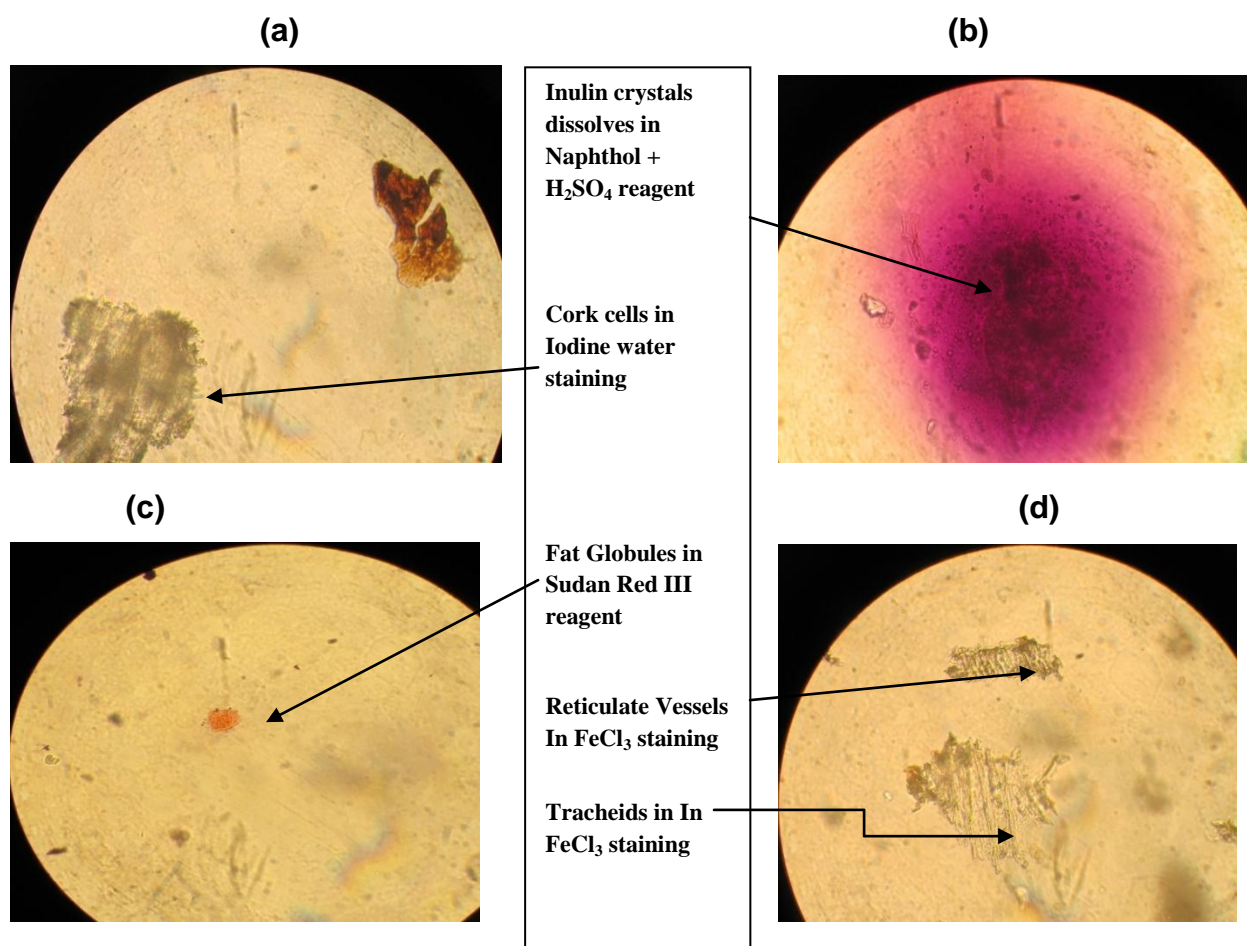 (a)
(b)
Inulin crystals
dissolves in
Naphthol +
H₂SO₄ reagent
Cork cells in
Iodine water
staining
(c)
(d)
Fat Globules in
Sudan Red III
reagent
Reticulate Vessels
In FeCl₃ staining
Tracheids in In
FeCl₃ staining